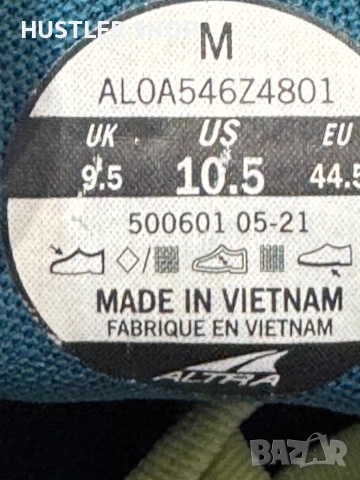 HUSTLER SHOP
M
AL0A546Z4801
UK US EU
9.5 10.5 44.5
500601 05-21
MADE IN VIETNAM
FABRIQUE EN VIETNAM
ALTRA
BAZAR